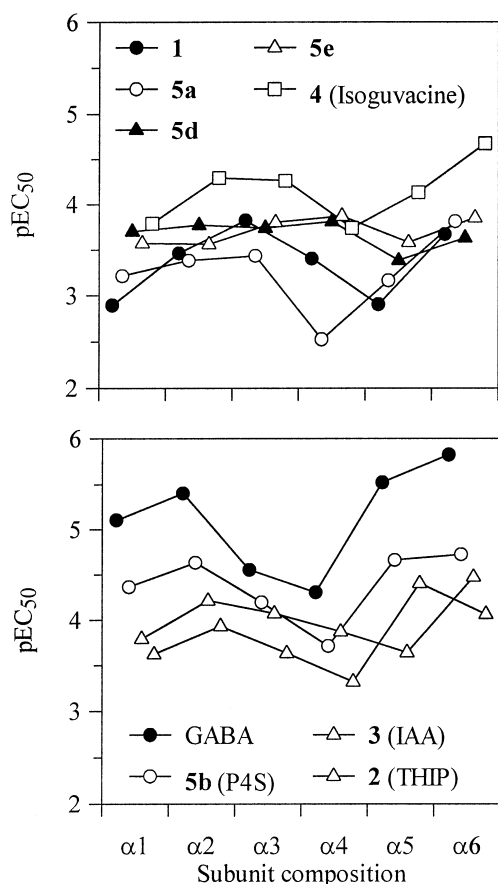 1
5e
5a
4 (Isoguvacine)
5d
6
5
4
3
2
pEC50
6
5
4
3
2
pEC50
GABA
3 (IAA)
5b (P4S)
2 (THIP)
α1 α2 α3 α4 α5 α6
Subunit composition